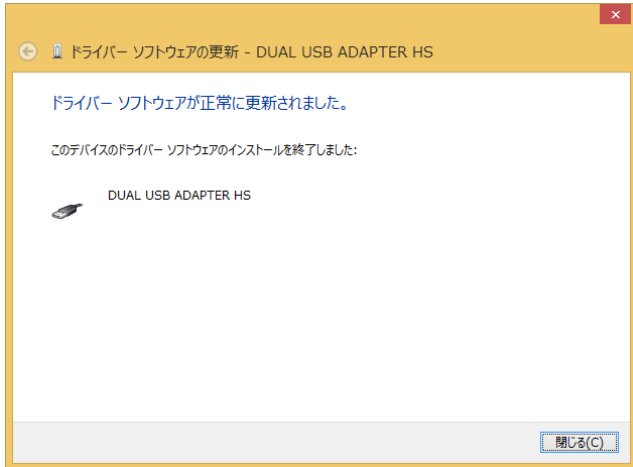 ドライバー ソフトウェアの更新 - DUAL USB ADAPTER HS
ドライバー ソフトウェアが正常に更新されました。
このデバイスのドライバー ソフトウェアのインストールを終了しました:
DUAL USB ADAPTER HS
閉じる(C)